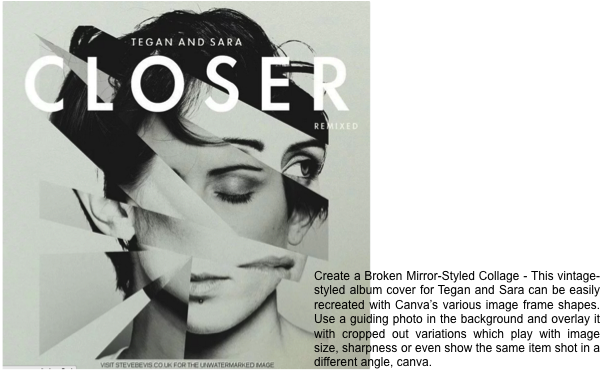 TEGAN AND SARA
CLOSER
REMIXED
Create a Broken Mirror-Styled Collage - This vintage-
styled album cover for Tegan and Sara can be easily
recreated with Canva's various image frame shapes.
Use a guiding photo in the background and overlay it
with cropped out variations which play with image
size, sharpness or even show the same item shot in a
different angle, canva.
VISIT STEVEBEVIS.CO.UK FOR THE UNWATERMARKED IMAGE